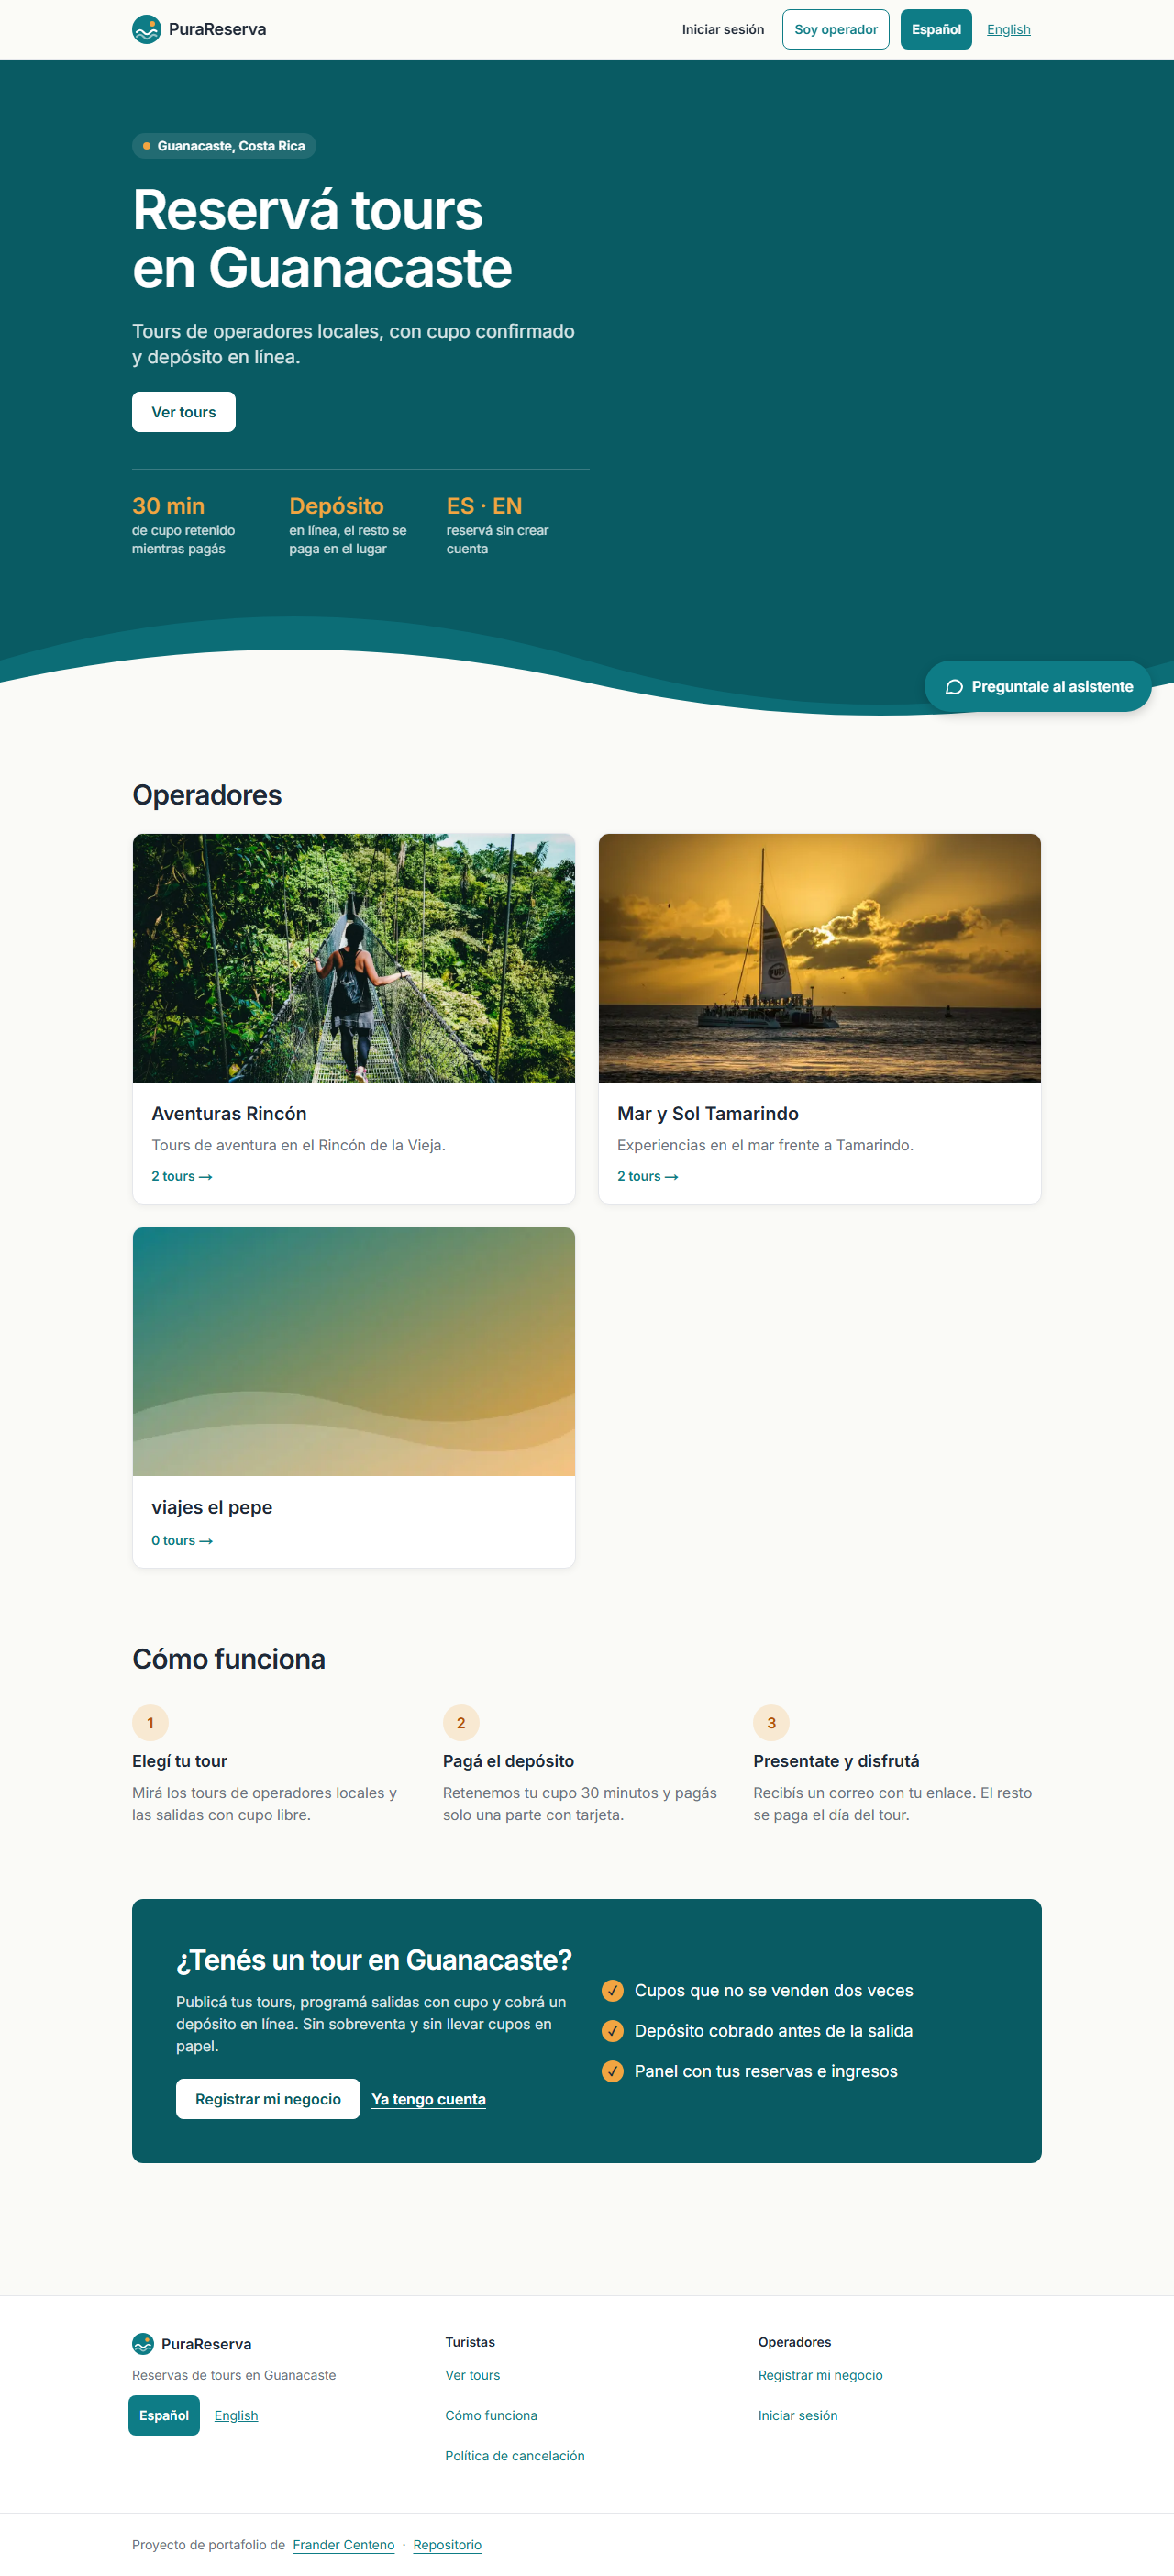 PuraReserva
Iniciar sesión
Soy operador
Español
English
Guanacaste, Costa Rica
Reservá tours
en Guanacaste
Tours de operadores locales, con cupo confirmado
y depósito en línea.
Ver tours
30 min
de cupo retenido
mientras pagás
Depósito
en línea, el resto se
paga en el lugar
ES · EN
reservá sin crear
cuenta
Preguntale al asistente
Operadores
Aventuras Rincón
Tours de aventura en el Rincón de la Vieja.
2 tours →
Mar y Sol Tamarindo
Experiencias en el mar frente a Tamarindo.
2 tours →
viajes el pepe
0 tours →
Cómo funciona
1
Elegí tu tour
Mirá los tours de operadores locales y
las salidas con cupo libre.
2
Pagá el depósito
Retenemos tu cupo 30 minutos y pagás
solo una parte con tarjeta.
3
Presentate y disfrutá
Recibís un correo con tu enlace. El resto
se paga el día del tour.
¿Tenés un tour en Guanacaste?
Publicá tus tours, programá salidas con cupo y cobrá un
depósito en línea. Sin sobreventa y sin llevar cupos en
papel.
Registrar mi negocio
Ya tengo cuenta
✓ Cupos que no se venden dos veces
✓ Depósito cobrado antes de la salida
✓ Panel con tus reservas e ingresos
PuraReserva
Reservas de tours en Guanacaste
Español
English
Turistas
Ver tours
Cómo funciona
Política de cancelación
Operadores
Registrar mi negocio
Iniciar sesión
Proyecto de portafolio de Frander Centeno · Repositorio